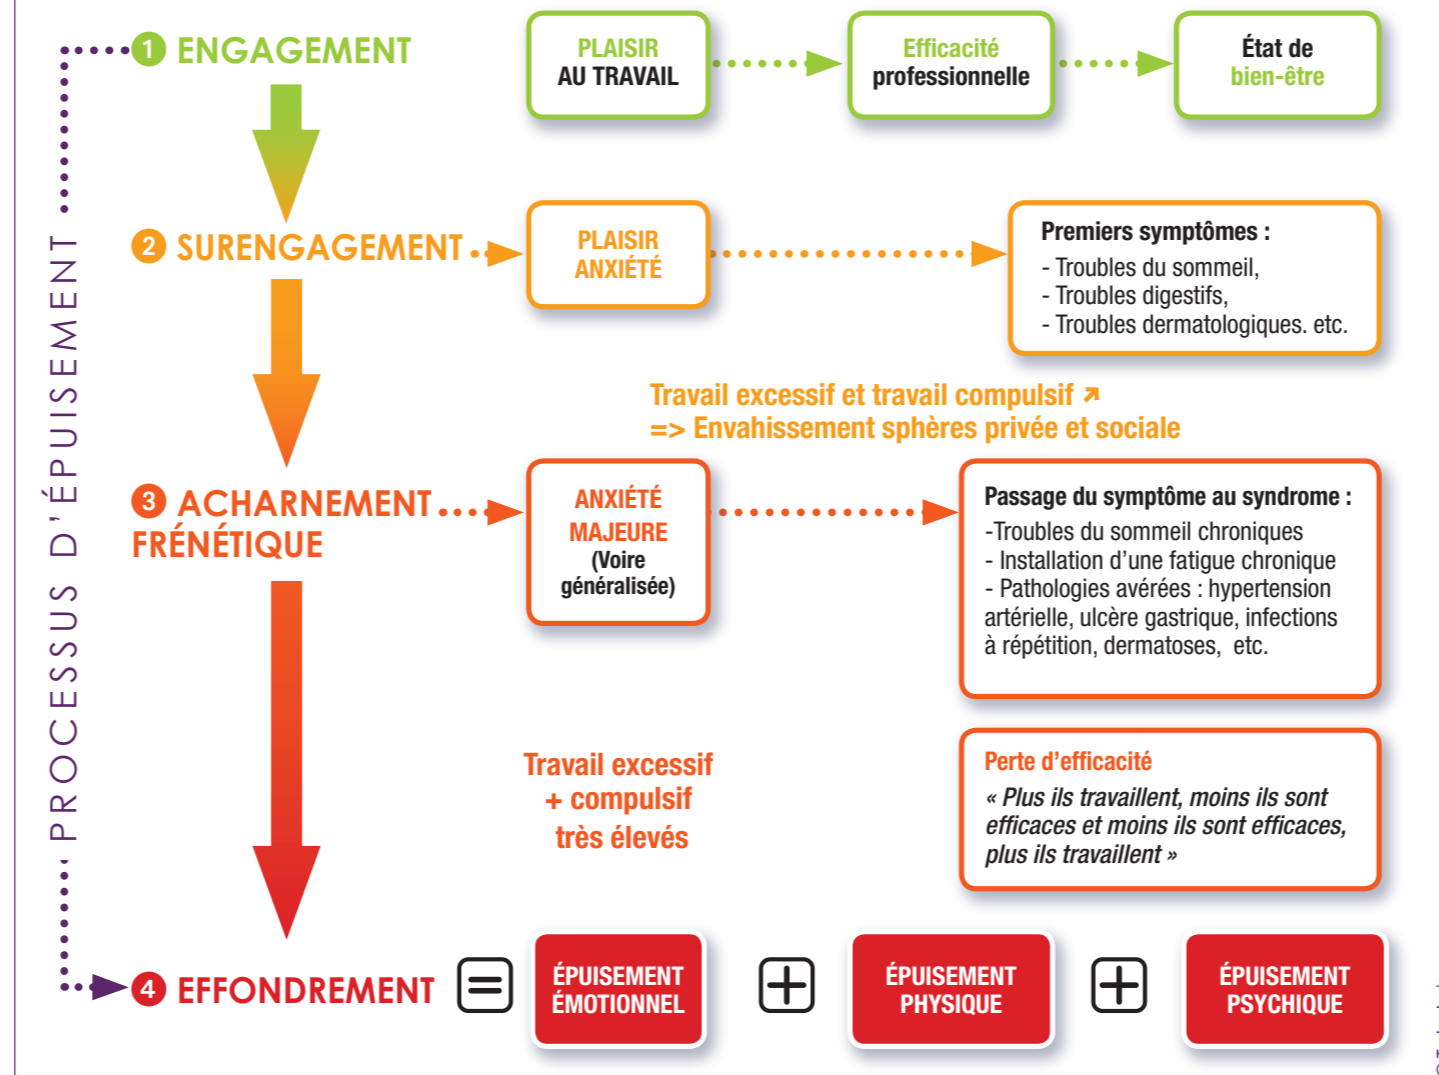 PROCESSUS D'ÉPUISEMENT
1 ENGAGEMENT
PLAISIR
AU TRAVAIL
Efficacité
professionnelle
État de
bien-être
2 SURENGAGEMENT
PLAISIR
ANXIÉTÉ
Premiers symptômes :
- Troubles du sommeil,
- Troubles digestifs,
- Troubles dermatologiques. etc.
Travail excessif et travail compulsif ↗
=> Envahissement sphères privée et sociale
3 ACHARNEMENT
FRÉNÉTIQUE
ANXIÉTÉ
MAJEURE
(Voire
généralisée)
Passage du symptôme au syndrome :
-Troubles du sommeil chroniques
- Installation d'une fatigue chronique
- Pathologies avérées : hypertension
artérielle, ulcère gastrique, infections
à répétition, dermatoses, etc.
Travail excessif
+ compulsif
très élevés
Perte d'efficacité
« Plus ils travaillent, moins ils sont
efficaces et moins ils sont efficaces,
plus ils travaillent »
4 EFFONDREMENT
=
ÉPUISEMENT
ÉMOTIONNEL
+
ÉPUISEMENT
PHYSIQUE
+
ÉPUISEMENT
PSYCHIQUE